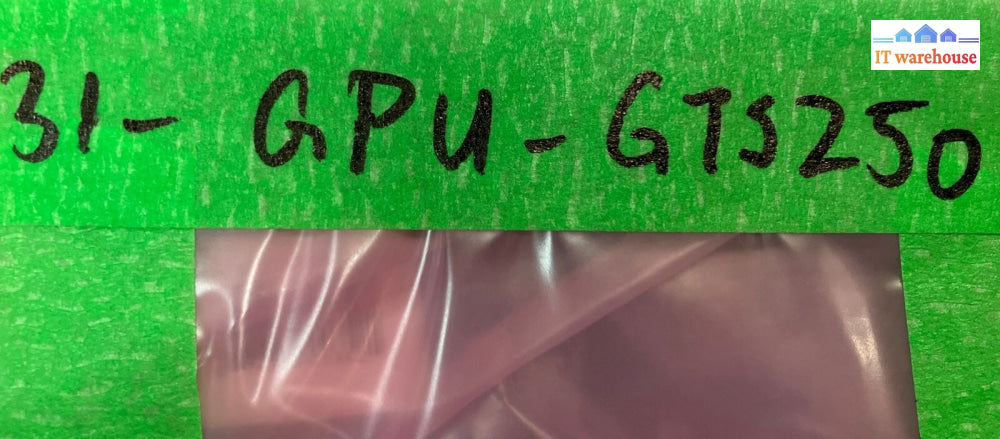 IT warehouse
31- GPU - GTS250